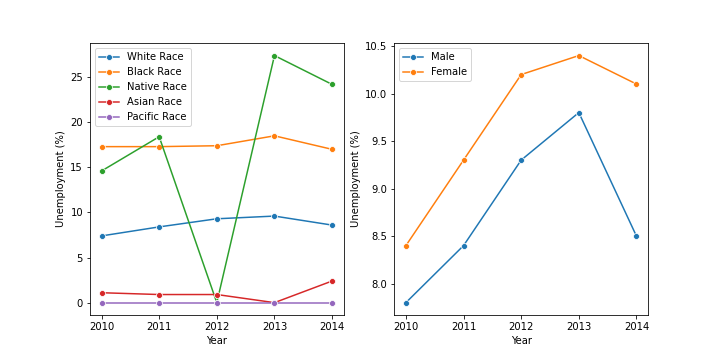 White Race
Black Race
Native Race
Asian Race
Pacific Race
25
20
15
10
5
0
Unemployment (%)
2010 2011 2012 2013 2014
Year
Male
Female
10.5
10.0
9.5
9.0
8.5
8.0
Unemployment (%)
2010 2011 2012 2013 2014
Year